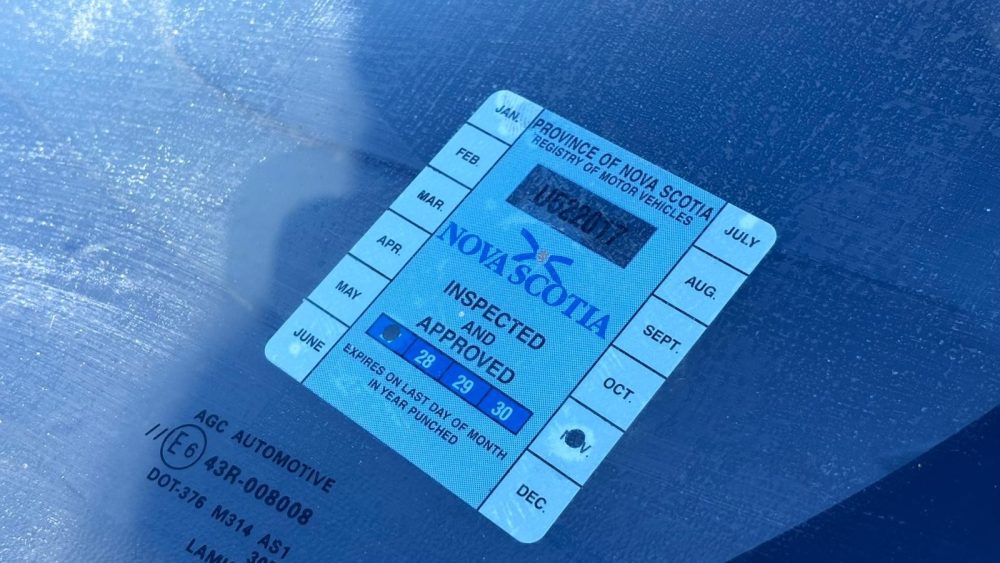 PROVINCE OF NOVA SCOTIA
REGISTRY OF MOTOR VEHICLES
U522017
NOVA SCOTIA
INSPECTED
AND
APPROVED
28 29 30
EXPIRES ON LAST DAY OF MONTH
IN YEAR PUNCHED
JAN.
FEB.
MAR.
APR.
MAY
JUNE
JULY
AUG.
SEPT.
OCT.
NOV.
DEC.
AGC AUTOMOTIVE
//E6 43R-008008
DOT-376 M314 AS1